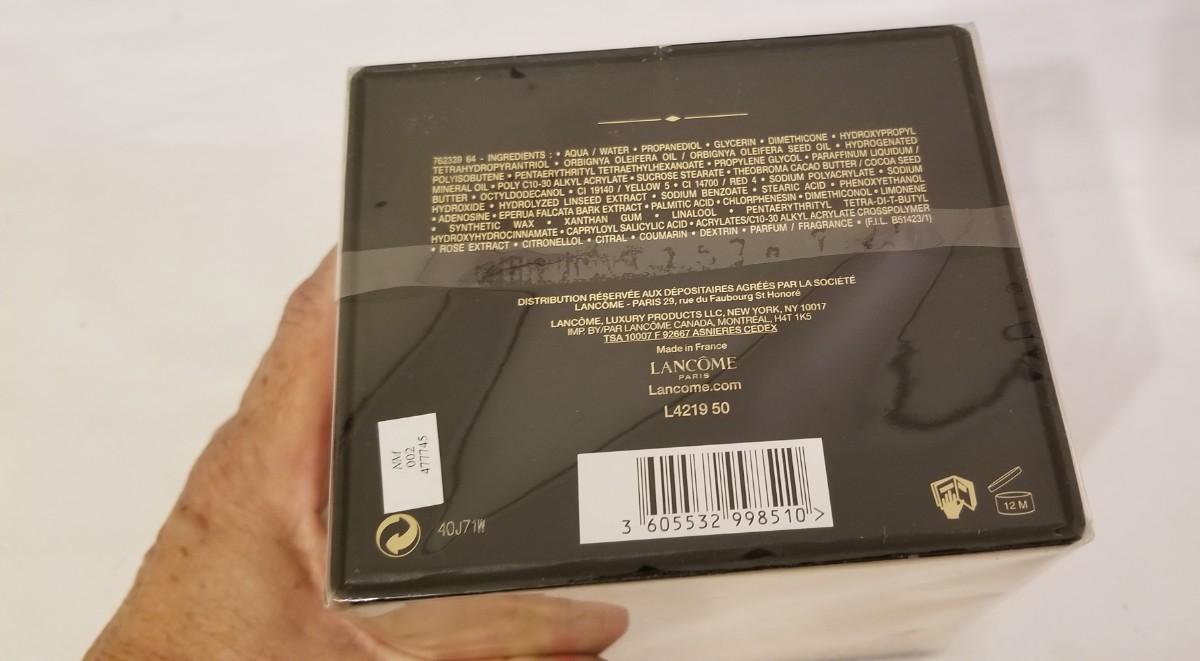 762339 64 - INGREDIENTS : • AQUA / WATER • PROPANEDIOL • GLYCERIN • DIMETHICONE • HYDROXYPROPYL
TETRAHYDROPYRANTRIOL • ORBIGNYA OLEIFERA OIL / ORBIGNYA OLEIFERA SEED OIL • HYDROGENATED
POLYISOBUTENE • PENTAERYTHRITYL TETRAETHYLHEXANOATE • PROPYLENE GLYCOL • PARAFFINUM LIQUIDUM /
MINERAL OIL • POLY C10-30 ALKYL ACRYLATE • SUCROSE STEARATE • THEOBROMA CACAO BUTTER / COCOA SEED
BUTTER • OCTYLDODECANOL • CI 19140 / YELLOW 5 • CI 14700 / RED 4 • SODIUM POLYACRYLATE • SODIUM
HYDROXIDE • HYDROLYZED LINSEED EXTRACT • SODIUM BENZOATE • STEARIC ACID • PHENOXYETHANOL
• ADENOSINE • EPERUA FALCATA BARK EXTRACT • PALMITIC ACID • CHLORPHENESIN • DIMETHICONOL • LIMONENE
• SYNTHETIC WAX • XANTHAN GUM • LINALOOL • PENTAERYTHRITYL TETRA-DI-T-BUTYL
HYDROXYHYDROCINNAMATE • CAPRYLOYL SALICYLIC ACID • ACRYLATES/C10-30 ALKYL ACRYLATE CROSSPOLYMER
• ROSE EXTRACT • CITRONELLOL • CITRAL • COUMARIN • DEXTRIN • PARFUM / FRAGRANCE • (F.I.L. B51423/1)
DISTRIBUTION RÉSERVÉE AUX DÉPOSITAIRES AGRÉÉS PAR LA SOCIÉTÉ
LANCÔME - PARIS 29, rue du Faubourg St Honoré
LANCÔME, LUXURY PRODUCTS LLC, NEW YORK, NY 10017
IMP. BY/PAR LANCÔME CANADA, MONTRÉAL, H4T 1K5
TSA 10007 F 92667 ASNIERES CEDEX
Made in France
LANCÔME
PARIS
Lancome.com
L4219 50
NM
002
477745
40J71W
3 605532 998510 >
12 M